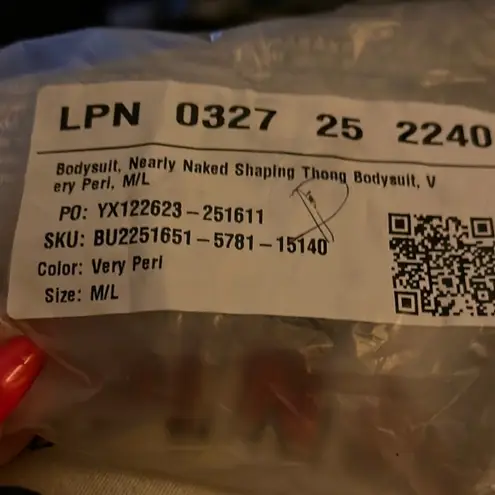 LPN 0327 25 2240
Bodysuit, Nearly Naked Shaping Thong Bodysuit, V
ery Peri, M/L
PO: YX122623-251611
SKU: BU2251651-5781-15140
Color: Very Peri
Size: M/L